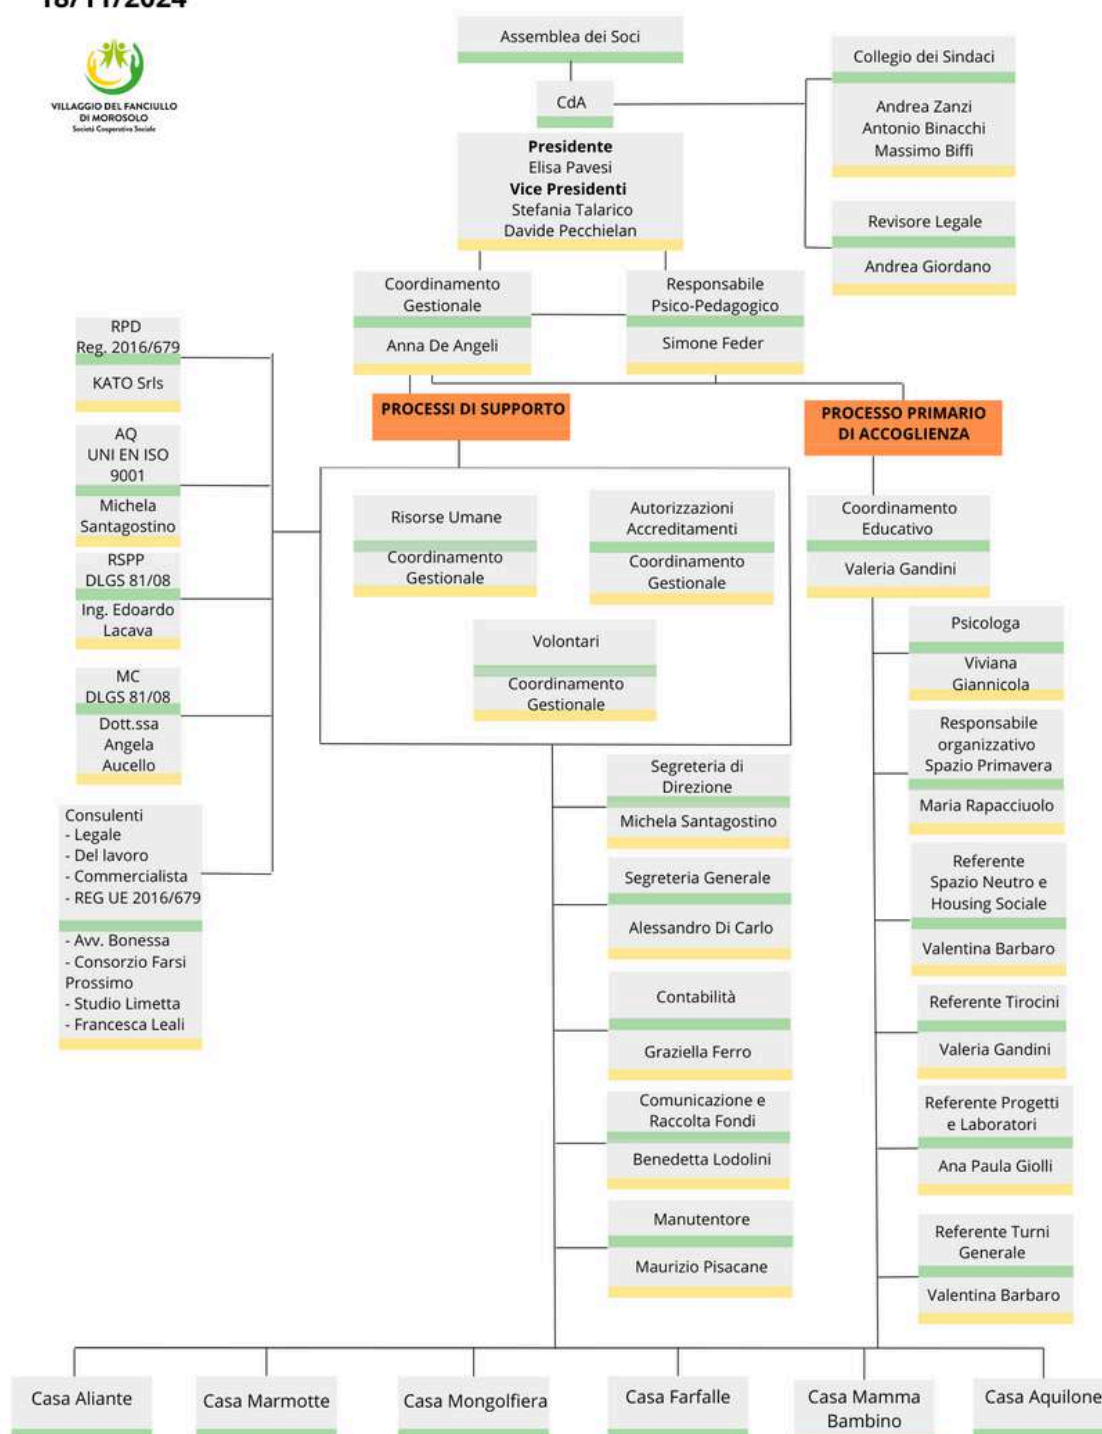 18/11/2024
VILLAGGIO DEL FANCIULLO
DI MOROSOLO
Società Cooperativa Sociale
Assemblea dei Soci
CdA
Presidente
Elisa Pavesi
Vice Presidenti
Stefania Talarico
Davide Pecchielan
Collegio dei Sindaci
Andrea Zanzi
Antonio Binacchi
Massimo Biffi
Revisore Legale
Andrea Giordano
Coordinamento
Gestionale
Anna De Angeli
Responsabile
Psico-Pedagogico
Simone Feder
RPD
Reg. 2016/679
KATO Srls
AQ
UNI EN ISO
9001
Michela
Santagostino
RSPP
DLGS 81/08
Ing. Edoardo
Lacava
MC
DLGS 81/08
Dott.ssa
Angela
Aucello
Consulenti
- Legale
- Del lavoro
- Commercialista
- REG UE 2016/679
- Avv. Bonessa
- Consorzio Farsi
Prossimo
- Studio Limetta
- Francesca Leali
PROCESSI DI SUPPORTO
Risorse Umane
Coordinamento
Gestionale
Autorizzazioni
Accreditamenti
Coordinamento
Gestionale
Volontari
Coordinamento
Gestionale
Segreteria di
Direzione
Michela Santagostino
Segreteria Generale
Alessandro Di Carlo
Contabilità
Graziella Ferro
Comunicazione e
Raccolta Fondi
Benedetta Lodolini
Manutentore
Maurizio Pisacane
PROCESSO PRIMARIO
DI ACCOGLIENZA
Coordinamento
Educativo
Valeria Gandini
Psicologa
Viviana
Giannicola
Responsabile
organizzativo
Spazio Primavera
Maria Rapacciuolo
Referente
Spazio Neutro e
Housing Sociale
Valentina Barbaro
Referente Tirocini
Valeria Gandini
Referente Progetti
e Laboratori
Ana Paula Giolli
Referente Turni
Generale
Valentina Barbaro
Casa Aliante
Casa Marmotte
Casa Mongolfiera
Casa Farfalle
Casa Mamma
Bambino
Casa Aquilone